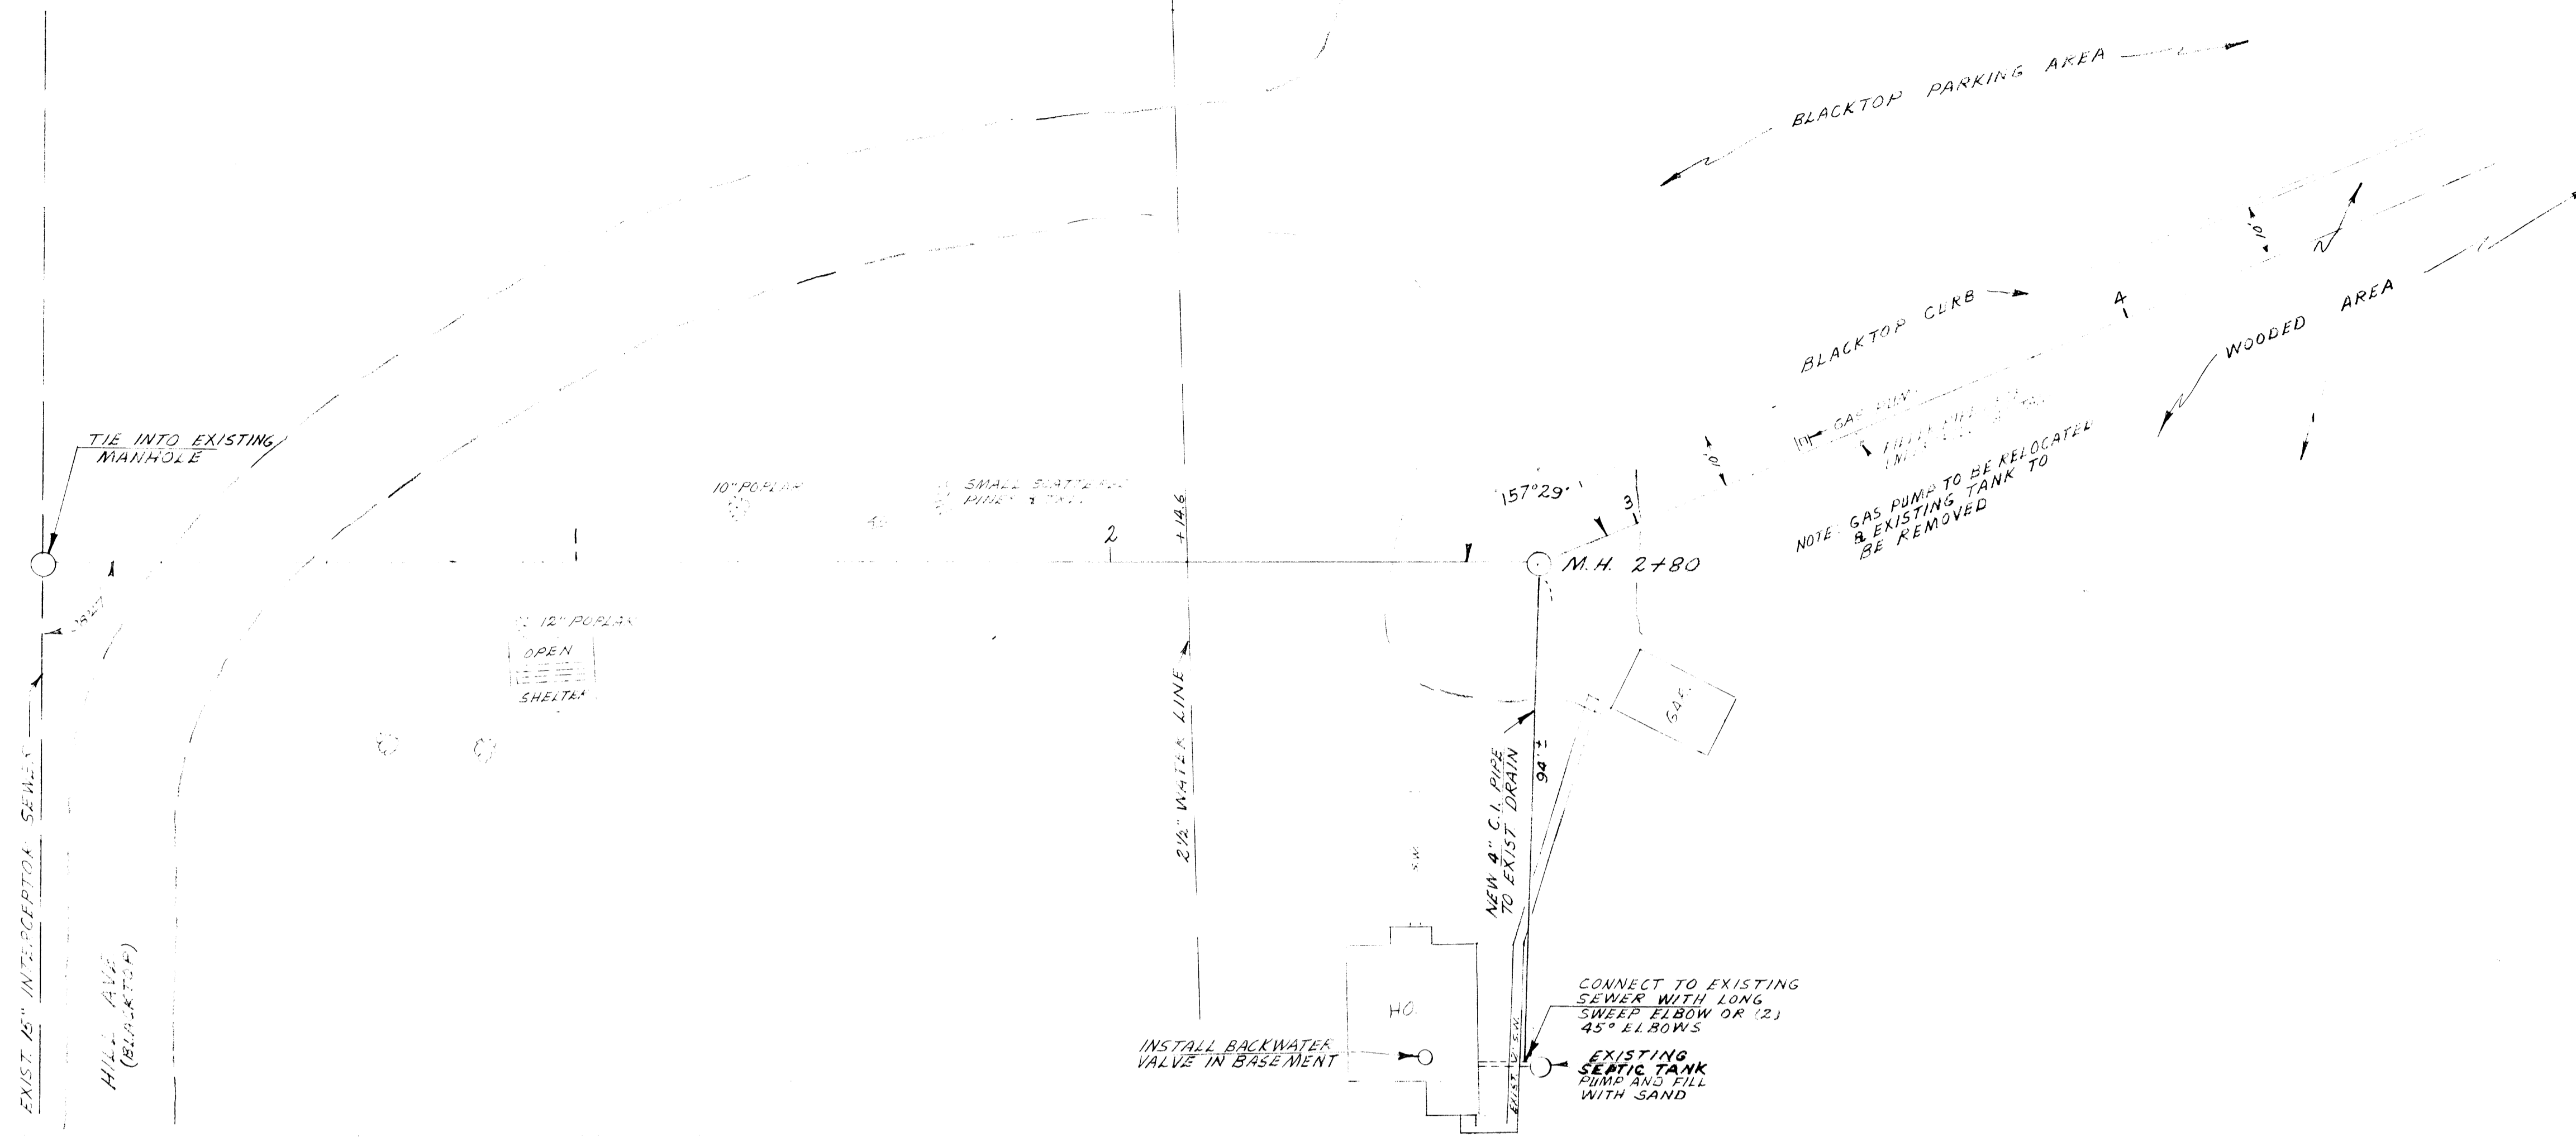 BLACKTOP PARKING AREA
10'
BLACKTOP CURB
4
WOODED AREA
TIE INTO EXISTING
MANHOLE
10" POPLAR
SMALL SCATTERED
PINES &
+14.6
2
157°29'
3
10'
GAS
NOTE: GAS PUMP TO BE RELOCATED
& EXISTING TANK TO
BE REMOVED
M.H. 2+80
12" POPLAR
OPEN
SHELTER
2½" WATER LINE
GAR.
NEW 4" C.I. PIPE
TO EXIST DRAIN
94' ±
S.W.
EXIST. 15" INTERCEPTOR SEWER
HILL AVE
(BLACKTOP)
HO.
INSTALL BACKWATER
VALVE IN BASEMENT
EXIST. S.W.
CONNECT TO EXISTING
SEWER WITH LONG
SWEEP ELBOW OR (2)
45° ELBOWS
EXISTING
SEPTIC TANK
PUMP AND FILL
WITH SAND